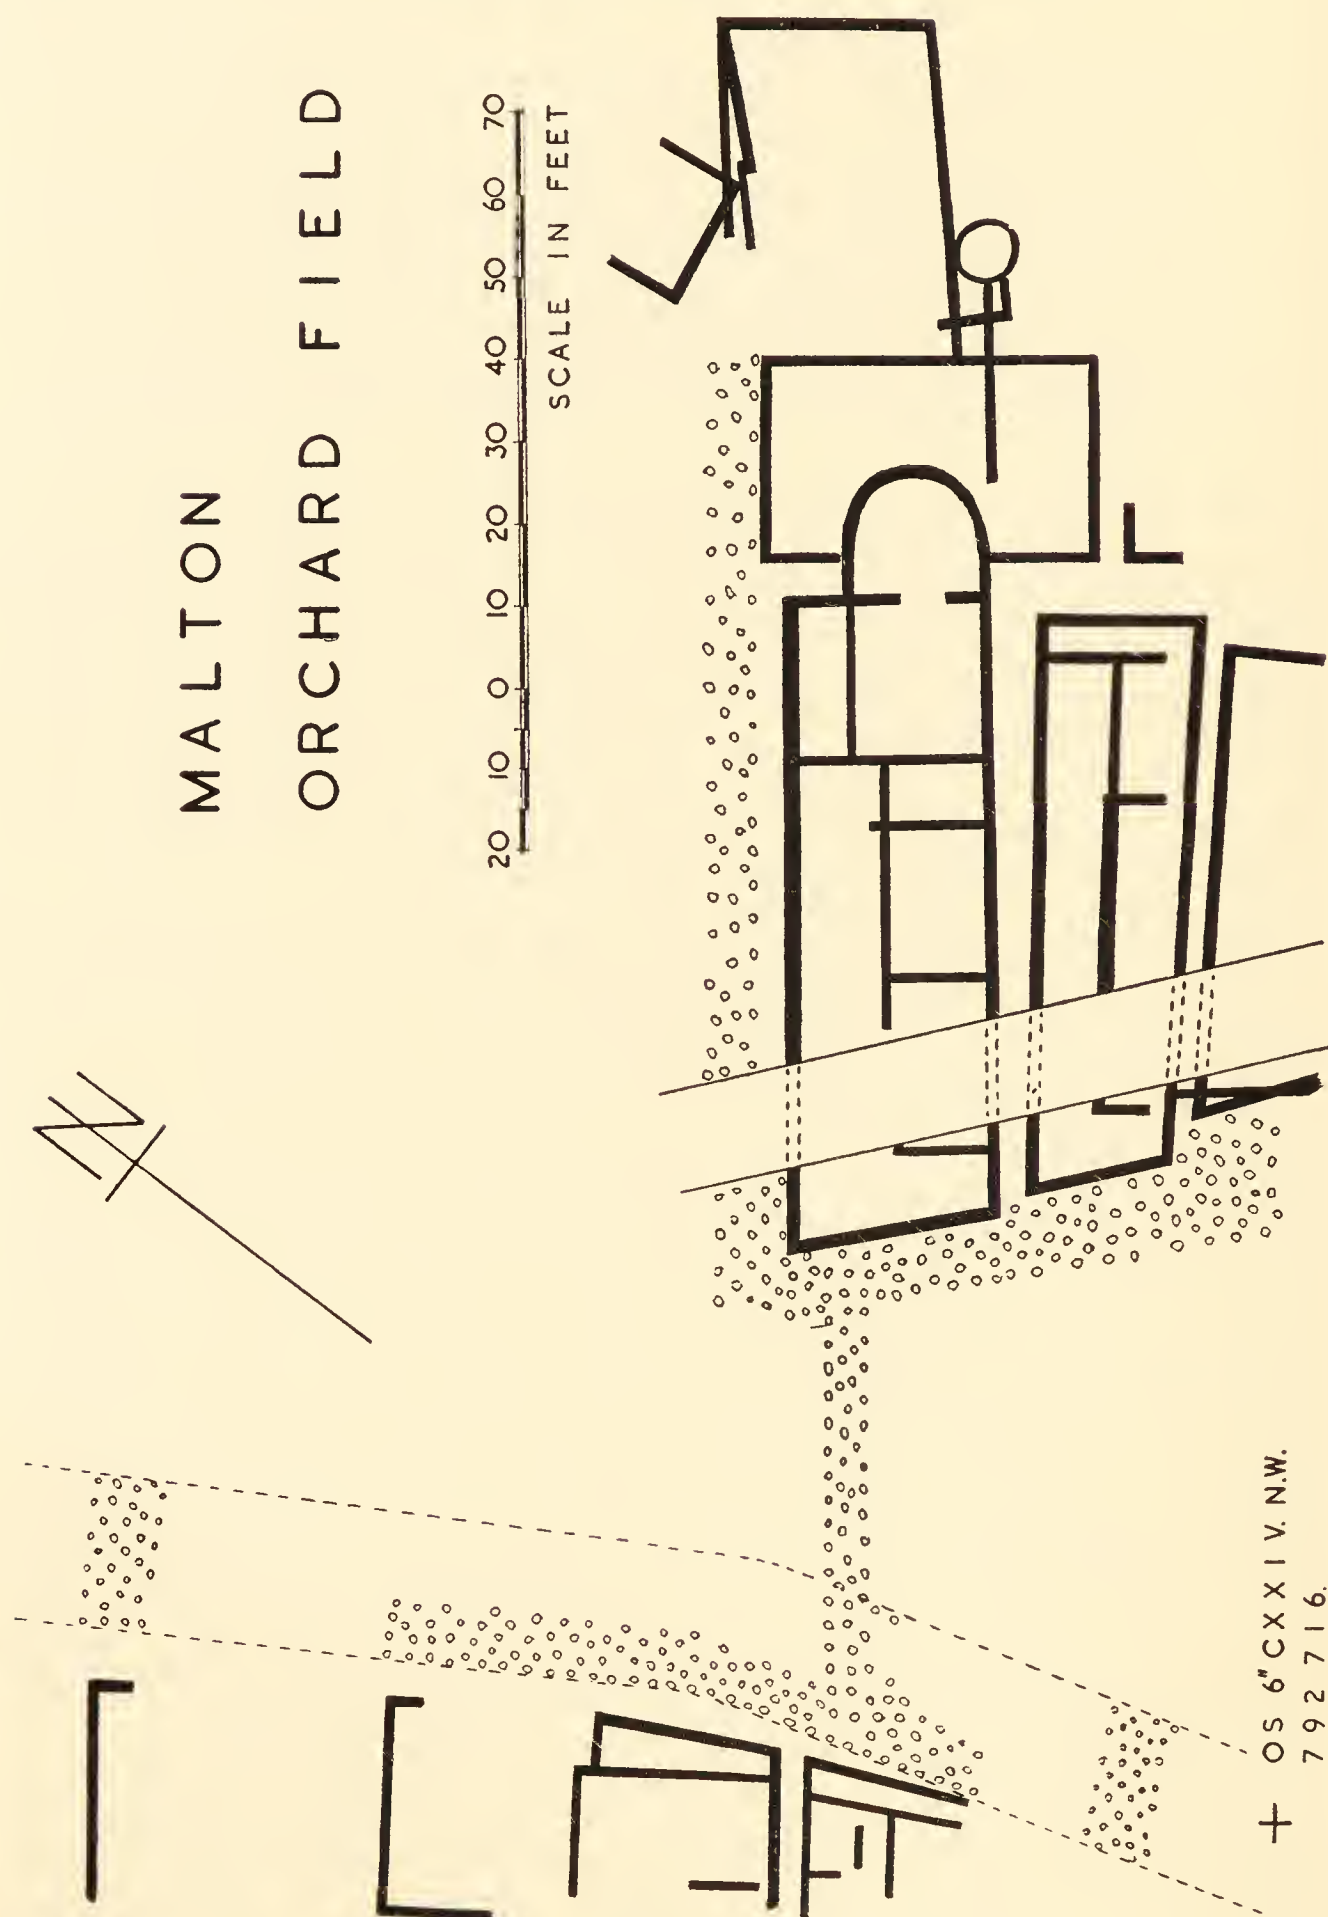 MALTON
ORCHARD FIELD
20 10 0 10 20 30 40 50 60 70
SCALE IN FEET
N
+ OS 6" CXXIV. N.W.
792716.